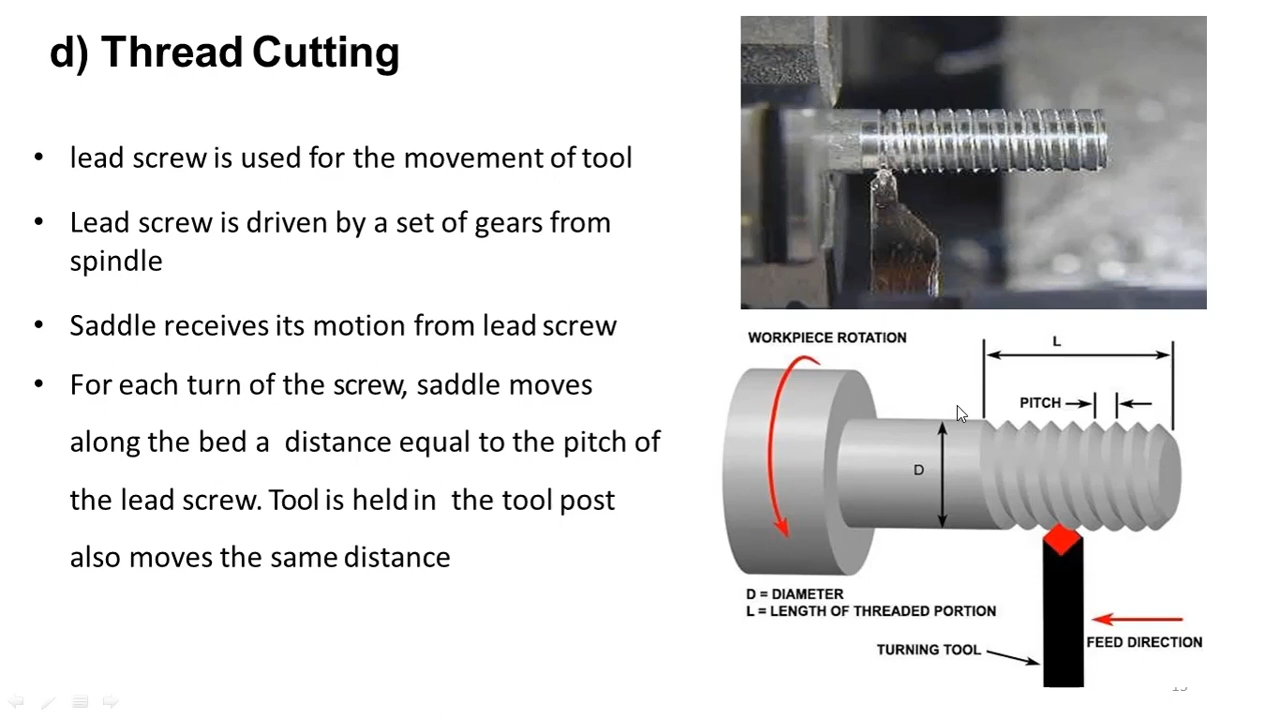 d) Thread Cutting
• lead screw is used for the movement of tool
• Lead screw is driven by a set of gears from
spindle
• Saddle receives its motion from lead screw
• For each turn of the screw, saddle moves
along the bed a distance equal to the pitch of
the lead screw. Tool is held in the tool post
also moves the same distance
WORKPIECE ROTATION
L
PITCH
D
D = DIAMETER
L = LENGTH OF THREADED PORTION
TURNING TOOL
FEED DIRECTION